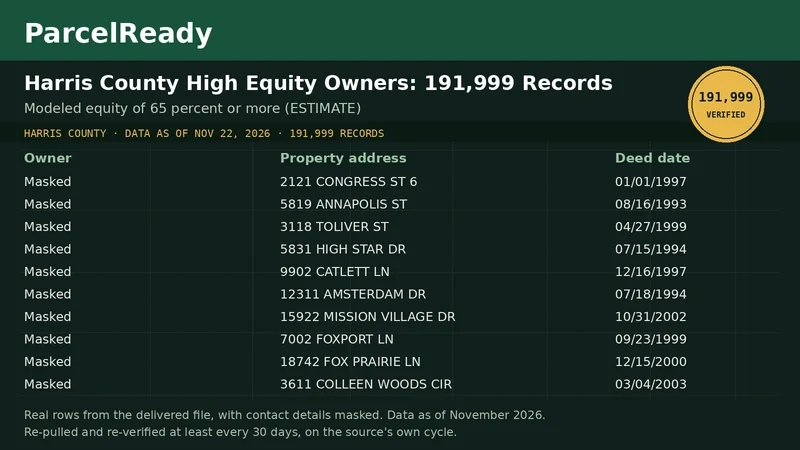 ParcelReady
Harris County High Equity Owners: 191,999 Records
Modeled equity of 65 percent or more (ESTIMATE)
191,999
VERIFIED
HARRIS COUNTY · DATA AS OF NOV 22, 2026 · 191,999 RECORDS
Owner Property address Deed date
Masked 2121 CONGRESS ST 6 01/01/1997
Masked 5819 ANNAPOLIS ST 08/16/1993
Masked 3118 TOLIVER ST 04/27/1999
Masked 5831 HIGH STAR DR 07/15/1994
Masked 9902 CATLETT LN 12/16/1997
Masked 12311 AMSTERDAM DR 07/18/1994
Masked 15922 MISSION VILLAGE DR 10/31/2002
Masked 7002 FOXPORT LN 09/23/1999
Masked 18742 FOX PRAIRIE LN 12/15/2000
Masked 3611 COLLEEN WOODS CIR 03/04/2003
Real rows from the delivered file, with contact details masked. Data as of November 2026.
Re-pulled and re-verified at least every 30 days, on the source's own cycle.